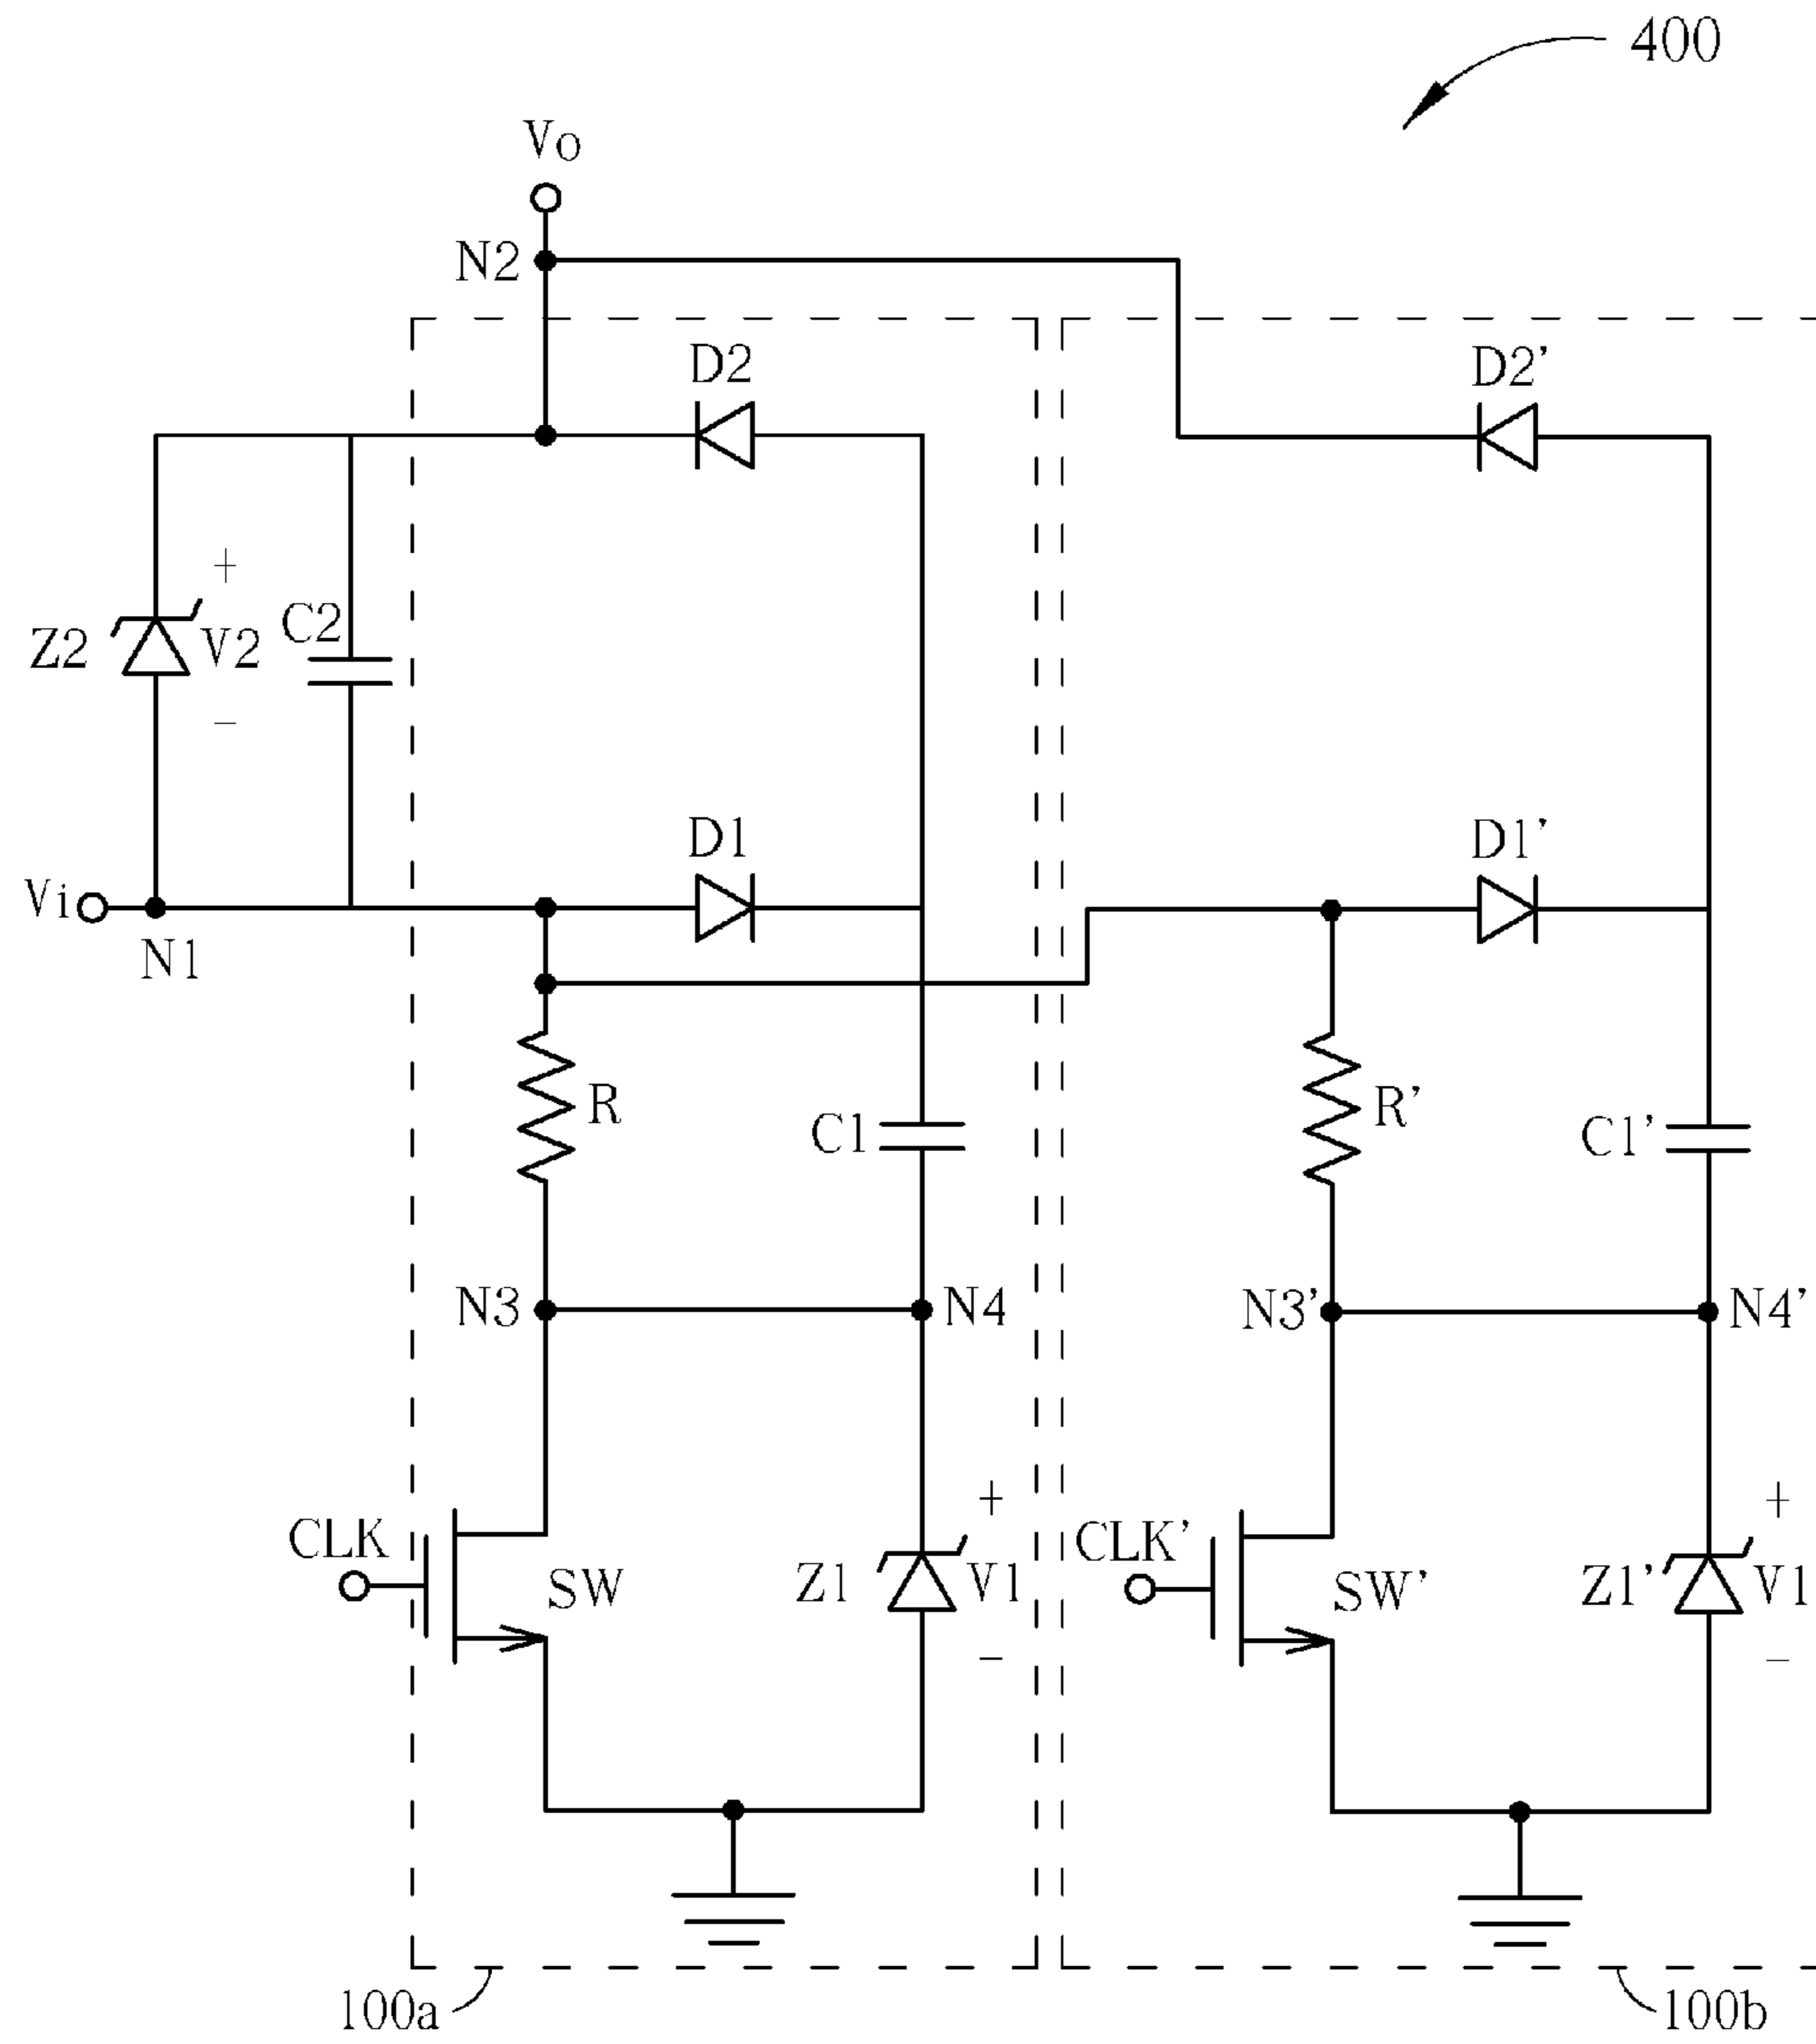 400
Vo
N2
D2
D2'
+
Z2
V2
C2
−
D1
D1'
Vi
N1
R
C1
R'
C1'
N3
N4
N3'
N4'
+
+
CLK
SW
Z1
V1
CLK'
SW'
Z1'
V1
−
−
100a
100b